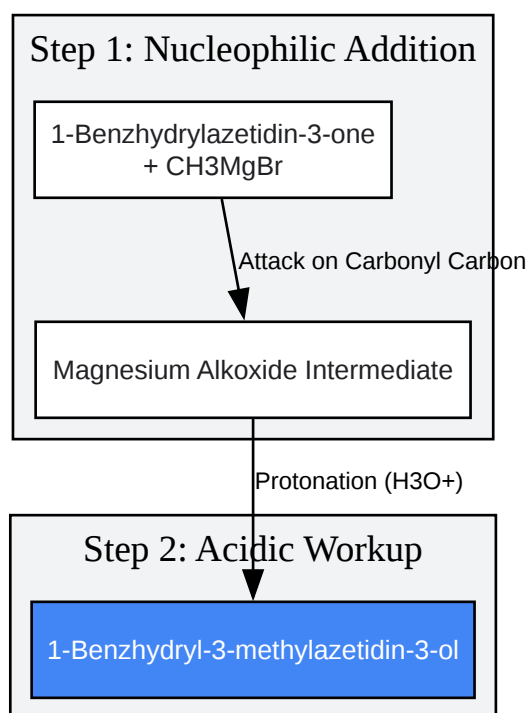 Step 1: Nucleophilic Addition
1-Benzhydrylazetidin-3-one
+ CH3MgBr
Attack on Carbonyl Carbon
Magnesium Alkoxide Intermediate
Protonation (H3O+)
Step 2: Acidic Workup
1-Benzhydryl-3-methylazetidin-3-ol